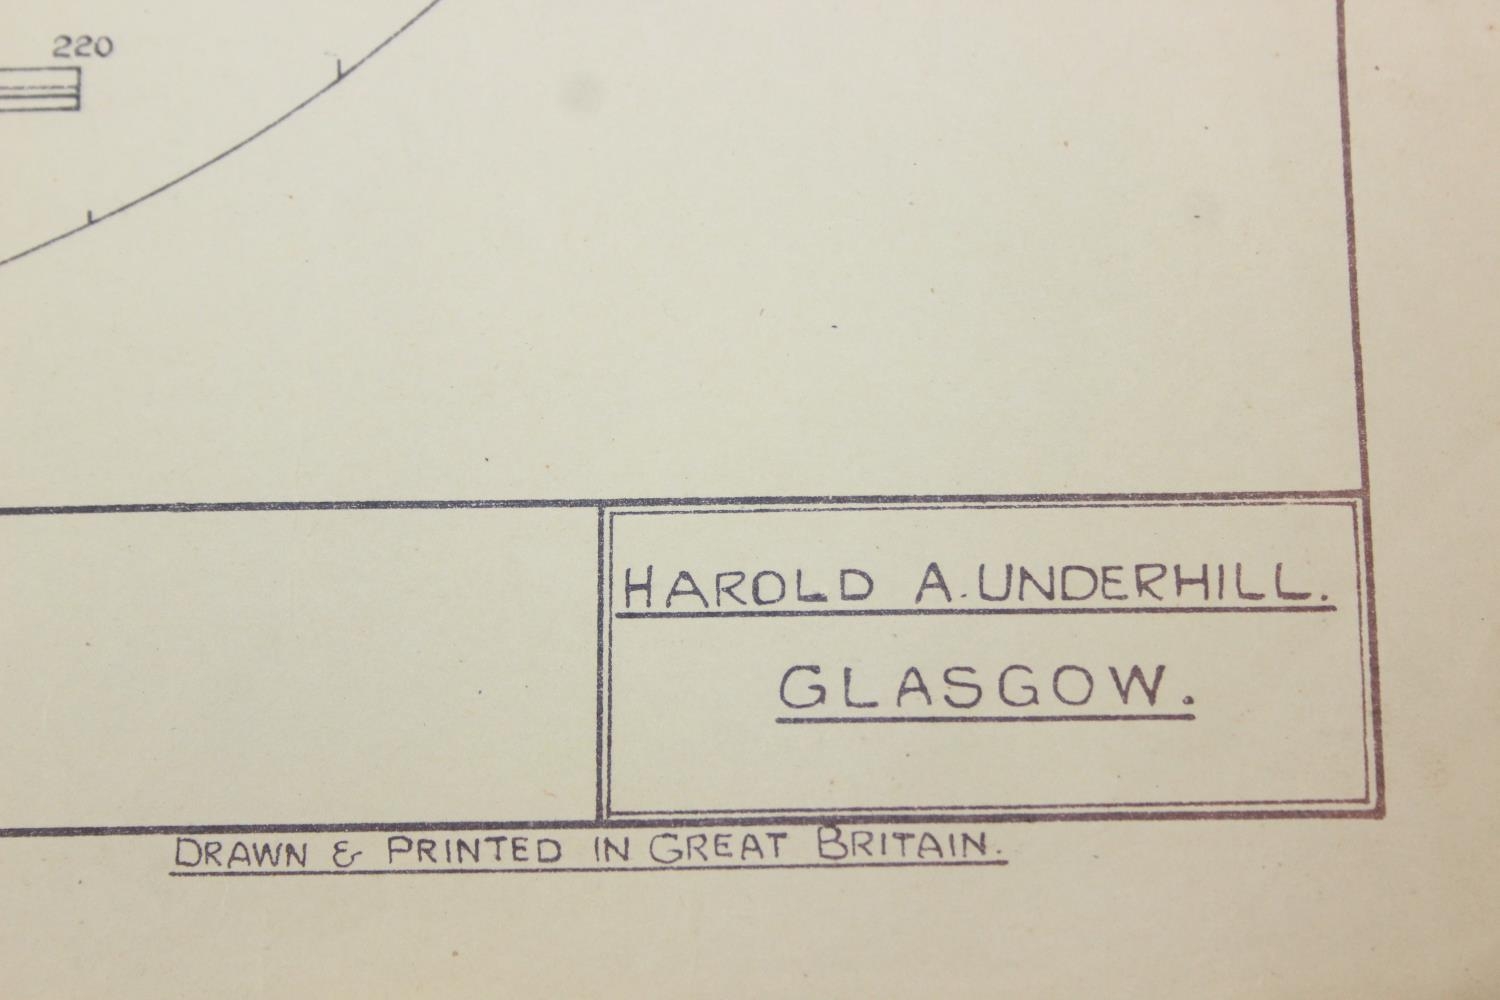 220
HAROLD A. UNDERHILL.
GLASGOW.
DRAWN & PRINTED IN GREAT BRITAIN.